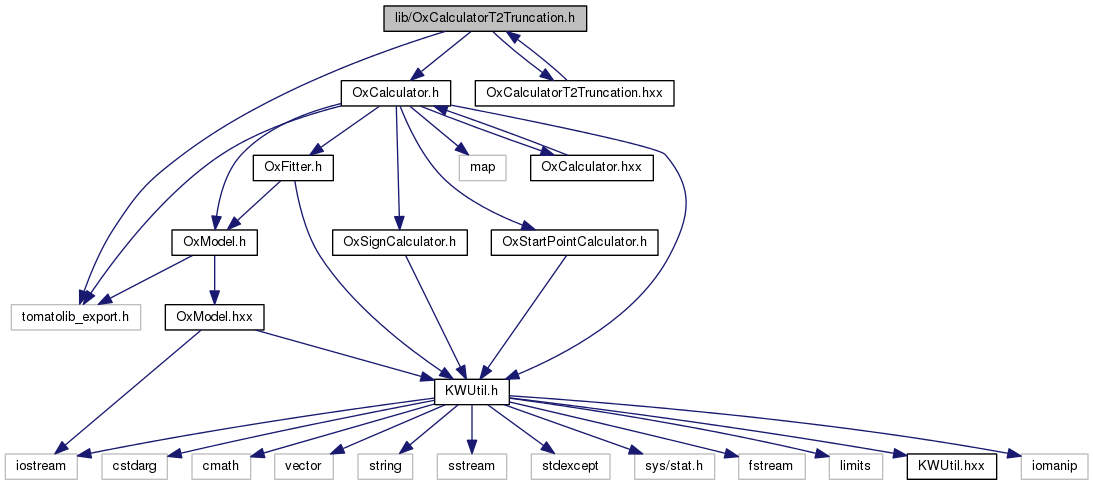 lib/OxCalculatorT2Truncation.h
OxCalculator.h
OxCalculatorT2Truncation.hxx
OxFitter.h
map
OxCalculator.hxx
OxModel.h
OxSignCalculator.h
OxStartPointCalculator.h
tomatolib_export.h
OxModel.hxx
KWUtil.h
iostream
cstdarg
cmath
vector
string
sstream
stdexcept
sys/stat.h
fstream
limits
KWUtil.hxx
iomanip